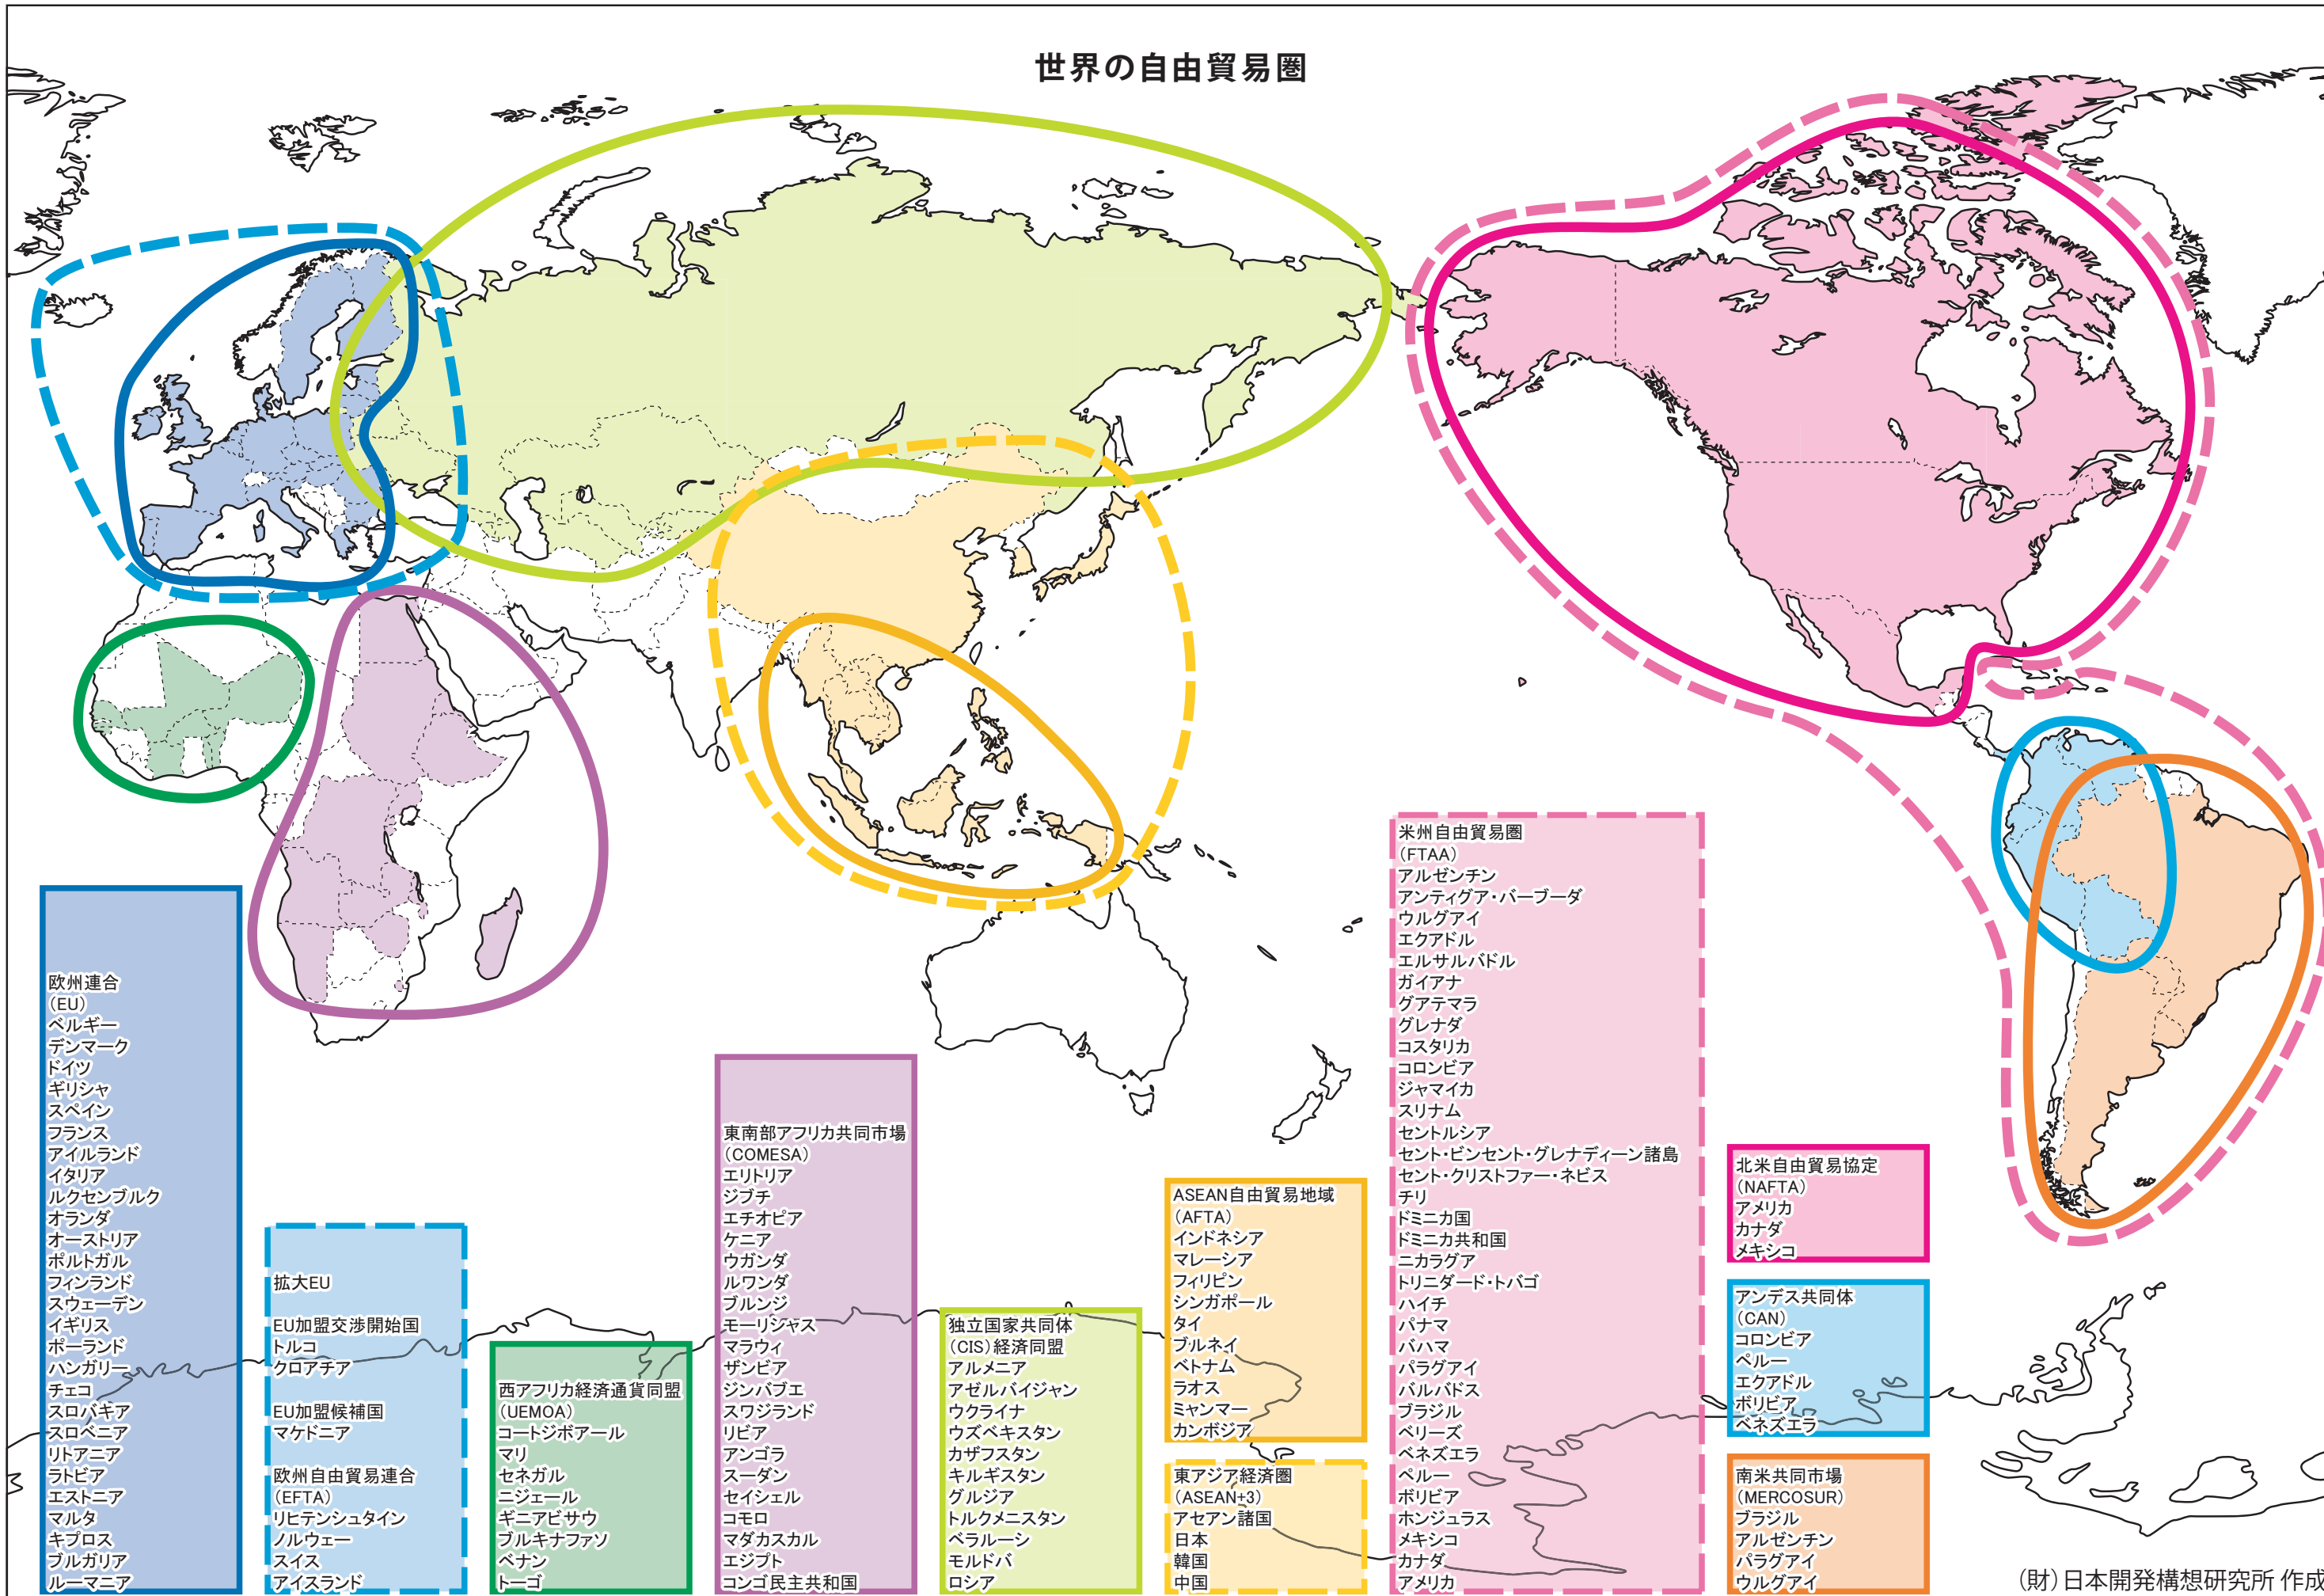 世界の自由貿易圏
欧州連合
(EU)
ベルギー
デンマーク
ドイツ
ギリシャ
スペイン
フランス
アイルランド
イタリア
ルクセンブルク
オランダ
オーストリア
ポルトガル
フィンランド
スウェーデン
イギリス
ポーランド
ハンガリー
チェコ
スロバキア
スロベニア
リトアニア
ラトビア
エストニア
マルタ
キプロス
ブルガリア
ルーマニア
拡大EU
EU加盟交渉開始国
トルコ
クロアチア
EU加盟候補国
マケドニア
欧州自由貿易連合
(EFTA)
リヒテンシュタイン
ノルウェー
スイス
アイスランド
西アフリカ経済通貨同盟
(UEMOA)
コートジボアール
マリ
セネガル
ニジェール
ギニアビサウ
ブルキナファソ
ベナン
トーゴ
東南部アフリカ共同市場
(COMESA)
エリトリア
ジブチ
エチオピア
ケニア
ウガンダ
ルワンダ
ブルンジ
モーリシャス
マラウィ
ザンビア
ジンバブエ
スワジランド
リビア
アンゴラ
スーダン
セイシェル
コモロ
マダカスカル
エジプト
コンゴ民主共和国
独立国家共同体
(CIS)経済同盟
アルメニア
アゼルバイジャン
ウクライナ
ウズベキスタン
カザフスタン
キルギスタン
グルジア
トルクメニスタン
ベラルーシ
モルドバ
ロシア
ASEAN自由貿易地域
(AFTA)
インドネシア
マレーシア
フィリピン
シンガポール
タイ
ブルネイ
ベトナム
ラオス
ミャンマー
カンボジア
東アジア経済圏
(ASEAN+3)
アセアン諸国
日本
韓国
中国
米州自由貿易圏
(FTAA)
アルゼンチン
アンティグア・バーブーダ
ウルグアイ
エクアドル
エルサルバドル
ガイアナ
グアテマラ
グレナダ
コスタリカ
コロンビア
ジャマイカ
スリナム
セントルシア
セント・ビンセント・グレナディーン諸島
セント・クリストファー・ネビス
チリ
ドミニカ国
ドミニカ共和国
ニカラグア
トリニダード・トバゴ
ハイチ
パナマ
バハマ
パラグアイ
バルバドス
ブラジル
ベリーズ
ベネズエラ
ペルー
ボリビア
ホンジュラス
メキシコ
カナダ
アメリカ
北米自由貿易協定
(NAFTA)
アメリカ
カナダ
メキシコ
アンデス共同体
(CAN)
コロンビア
ペルー
エクアドル
ボリビア
ベネズエラ
南米共同市場
(MERCOSUR)
ブラジル
アルゼンチン
パラグアイ
ウルグアイ
(財)日本開発構想研究所 作成